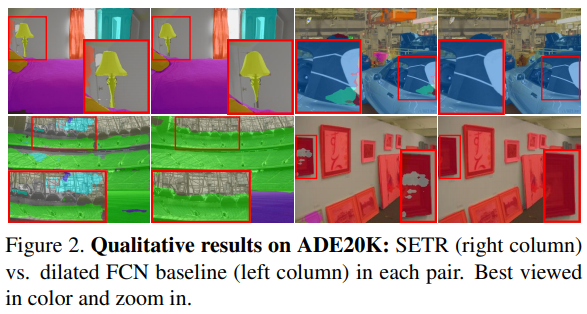 Figure 2. Qualitative results on ADE20K: SETR (right column)
vs. dilated FCN baseline (left column) in each pair. Best viewed
in color and zoom in.